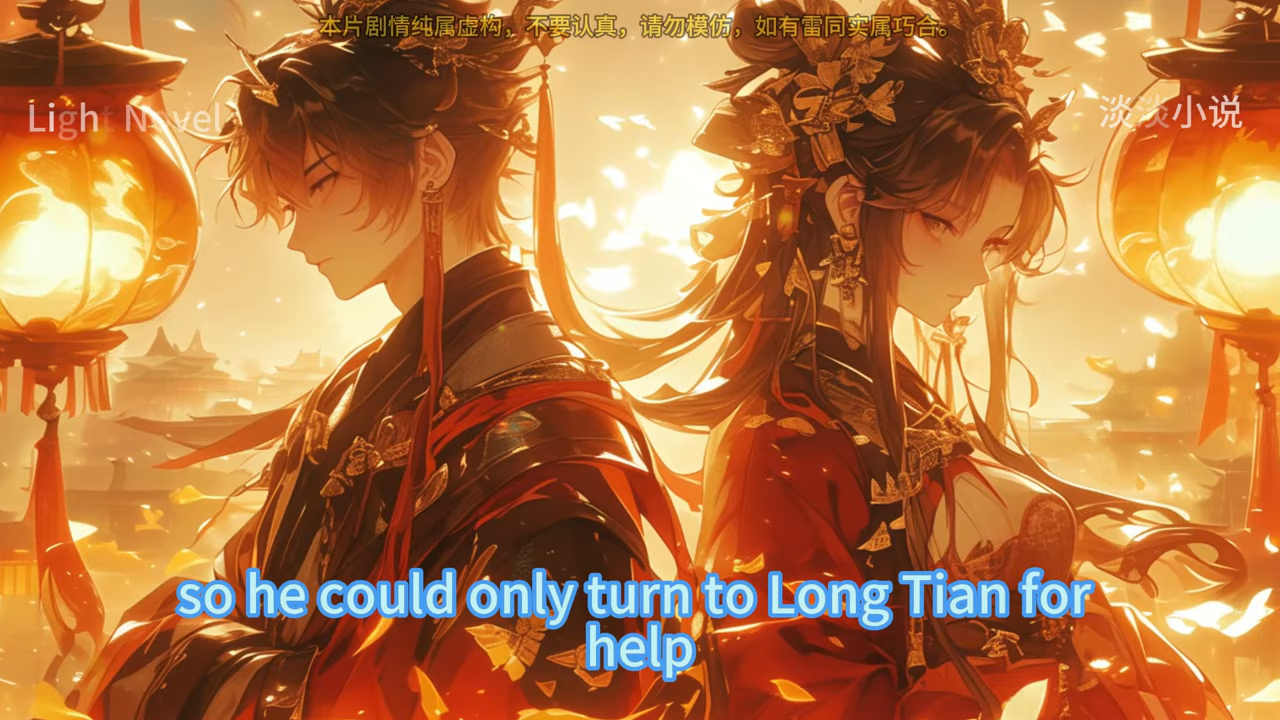 本片剧情纯属虚构，不要认真，请勿模仿，如有雷同实属巧合。
Light Novel
淡淡小说
so he could only turn to Long Tian for
help